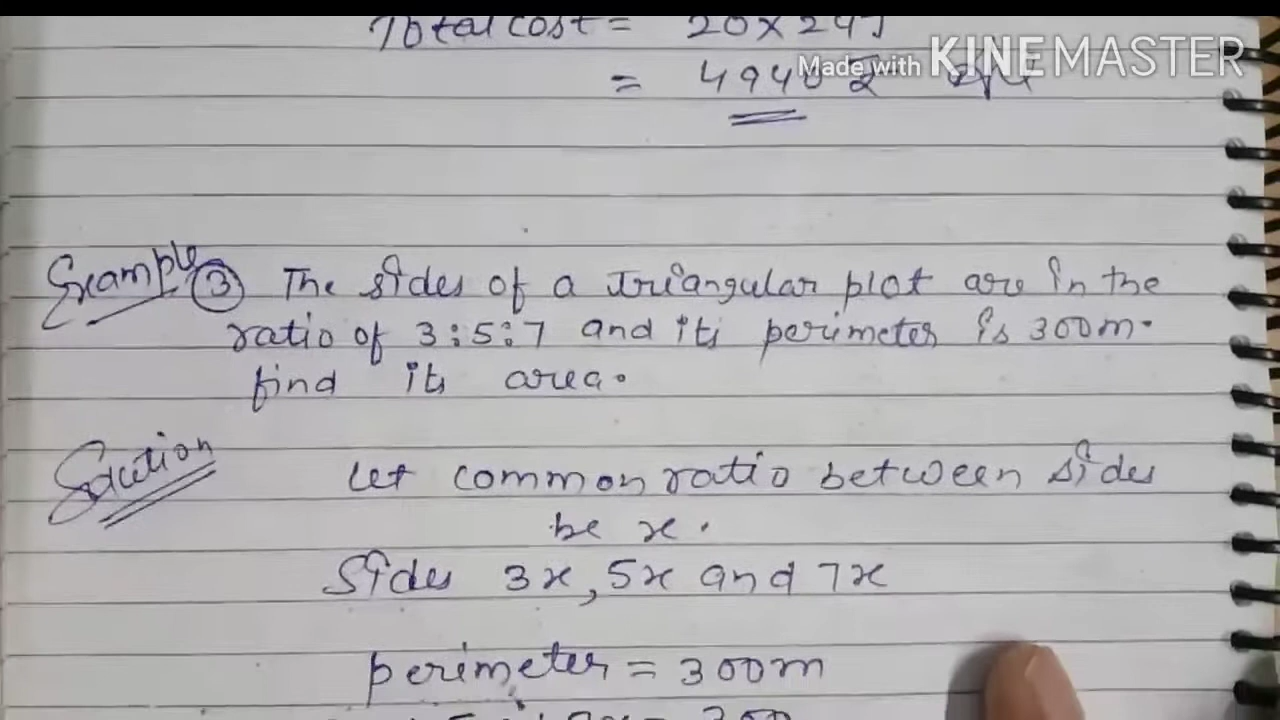 Total cost = 20 x 24
= 494
Made with KINEMASTER
Example ③ The sides of a triangular plot are in the
ratio of 3:5:7 and its perimeter is 300m.
find its area.
Solution Let common ratio between sides
be x.
Sides 3x, 5x and 7x
perimeter = 300m